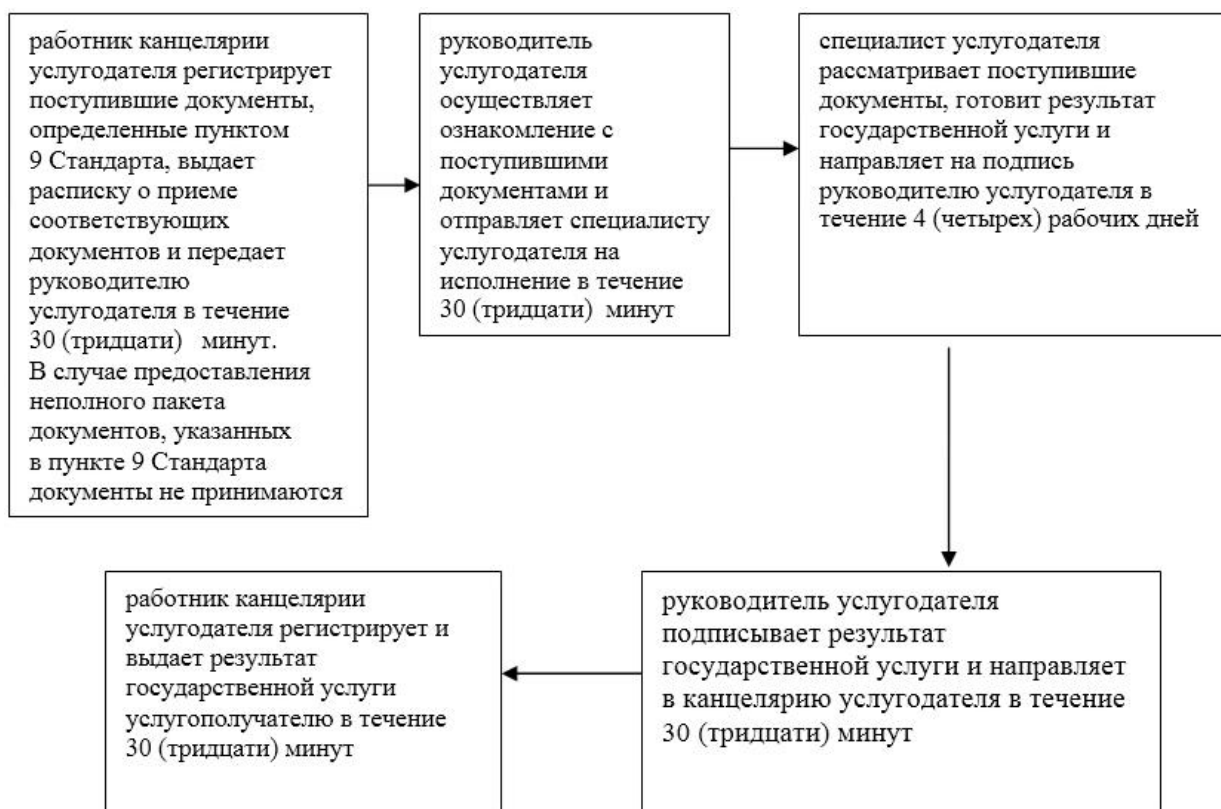 работник канцелярии
услугодателя регистрирует
поступившие документы,
определенные пунктом
9 Стандарта, выдает
расписку о приеме
соответствующих
документов и передает
руководителю
услугодателя в течение
30 (тридцати) минут.
В случае предоставления
неполного пакета
документов, указанных
в пункте 9 Стандарта
документы не принимаются
руководитель
услугодателя
осуществляет
ознакомление с
поступившими
документами и
отправляет специалисту
услугодателя на
исполнение в течение
30 (тридцати) минут
специалист услугодателя
рассматривает поступившие
документы, готовит результат
государственной услуги и
направляет на подпись
руководителю услугодателя в
течение 4 (четырех) рабочих дней
руководитель услугодателя
подписывает результат
государственной услуги и направляет
в канцелярию услугодателя в течение
30 (тридцати) минут
работник канцелярии
услугодателя регистрирует и
выдает результат
государственной услуги
услугополучателю в течение
30 (тридцати) минут